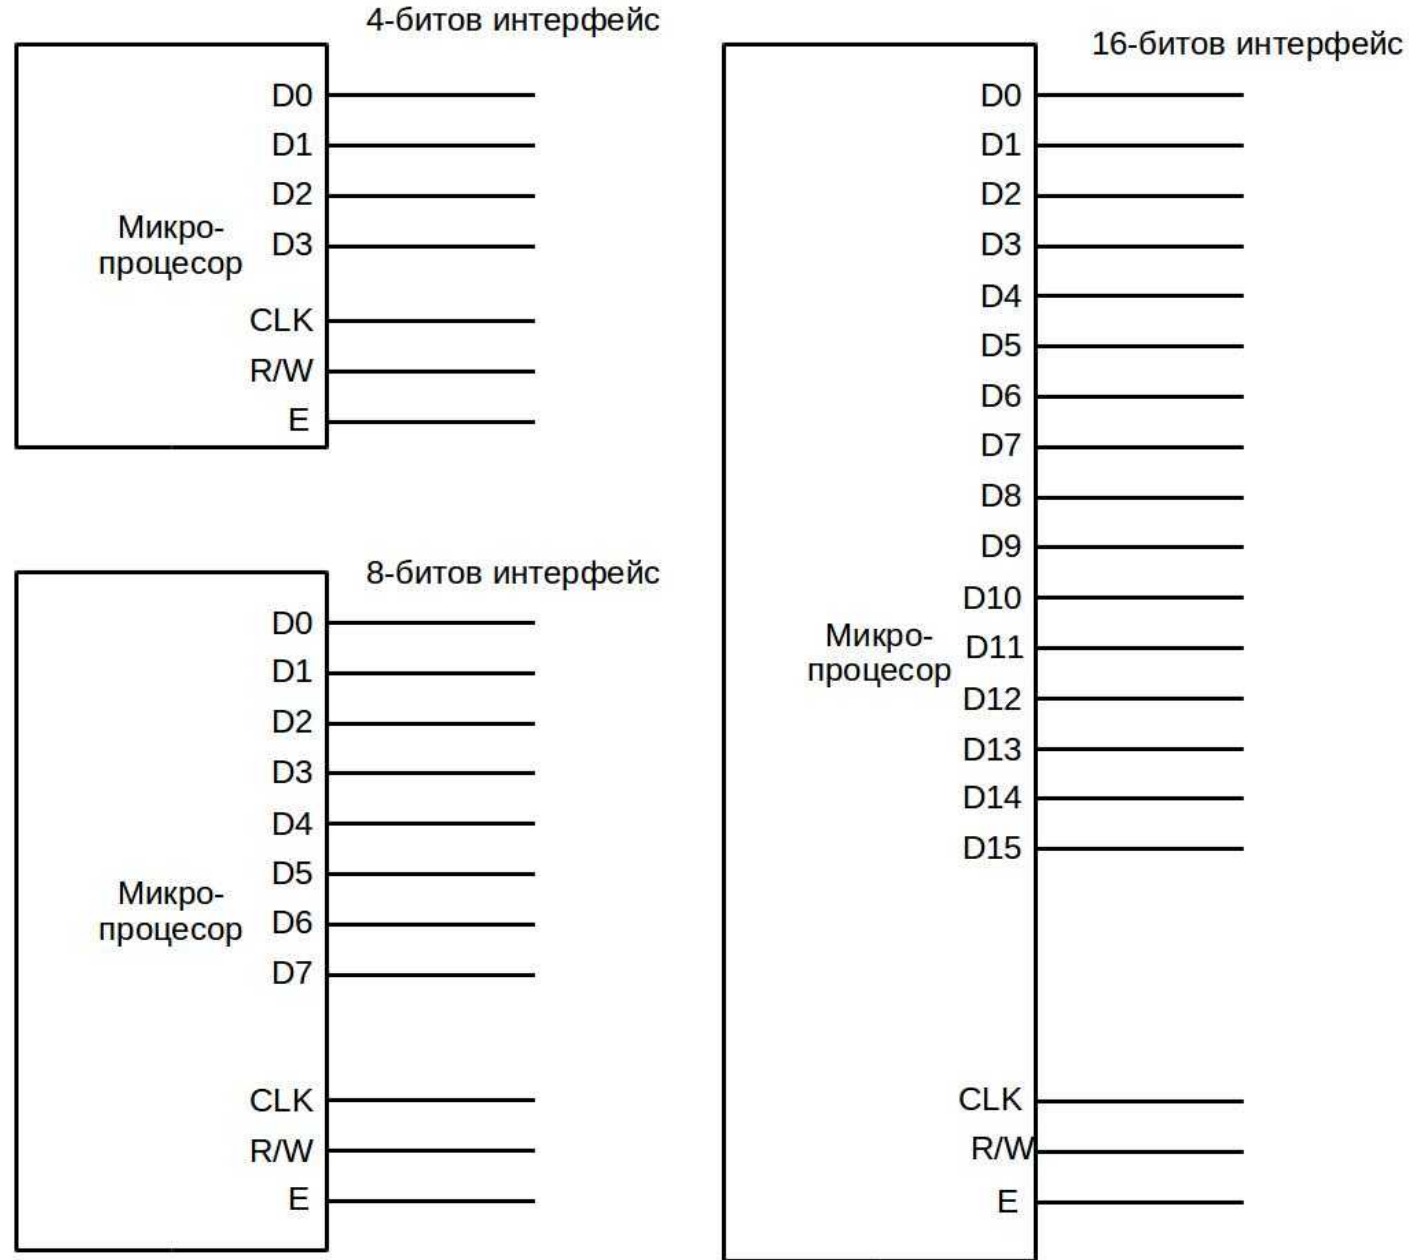 4-битов интерфейс
D0
D1
D2
D3
Микро-
процесор
CLK
R/W
E
8-битов интерфейс
D0
D1
D2
D3
D4
D5
D6
D7
Микро-
процесор
CLK
R/W
E
16-битов интерфейс
D0
D1
D2
D3
D4
D5
D6
D7
D8
D9
D10
D11
D12
D13
D14
D15
Микро-
процесор
CLK
R/W
E